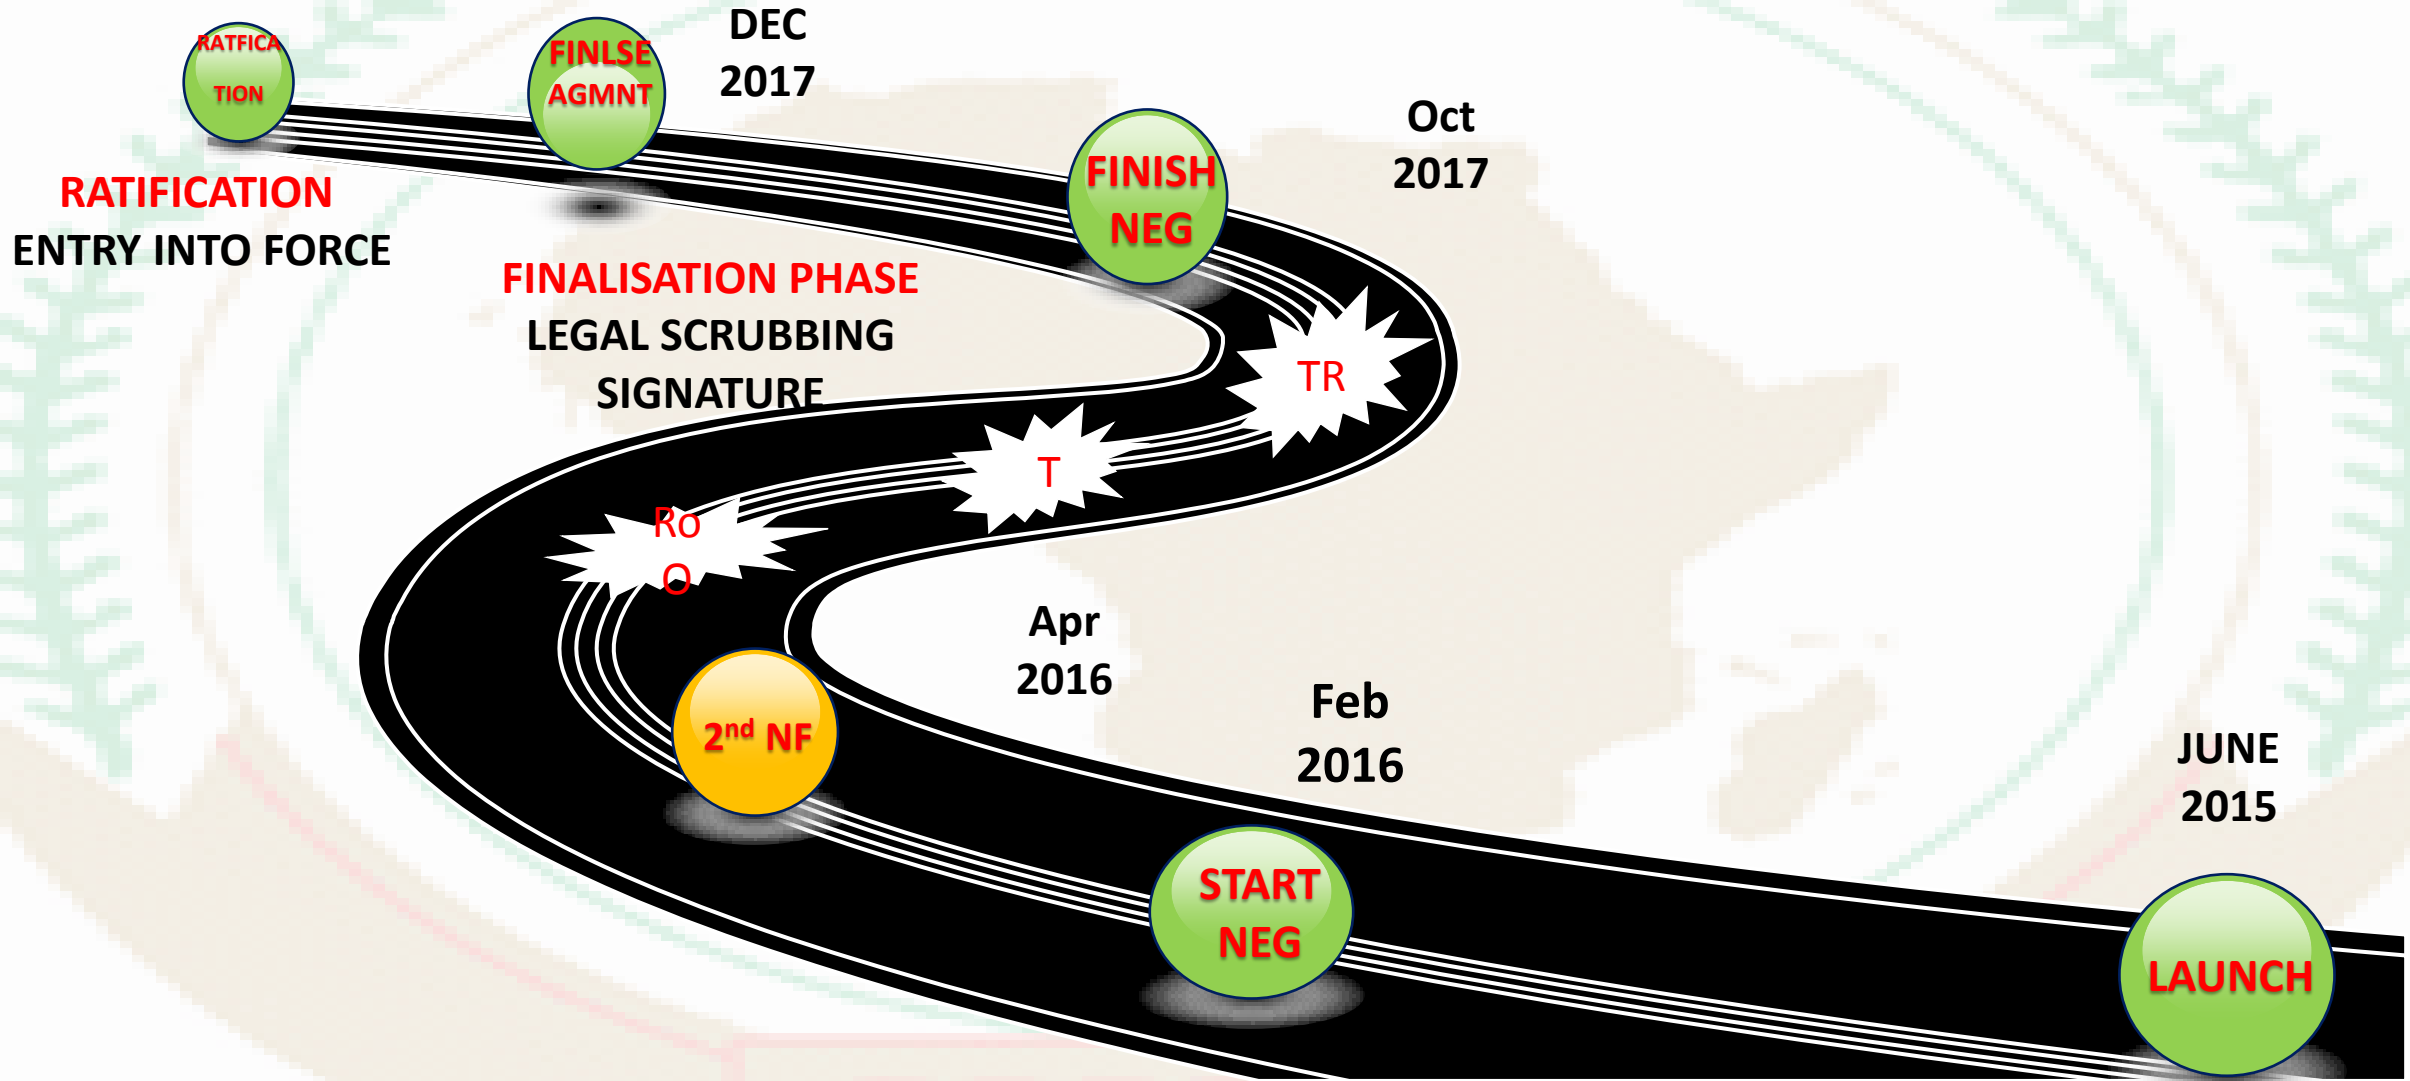 RATFICA
TION
FINLSE
AGMNT
DEC
2017
FINISH
NEG
Oct
2017
RATIFICATION
ENTRY INTO FORCE
FINALISATION PHASE
LEGAL SCRUBBING
SIGNATURE
TR
T
Ro
O
Apr
2016
2nd NF
Feb
2016
START
NEG
JUNE
2015
LAUNCH